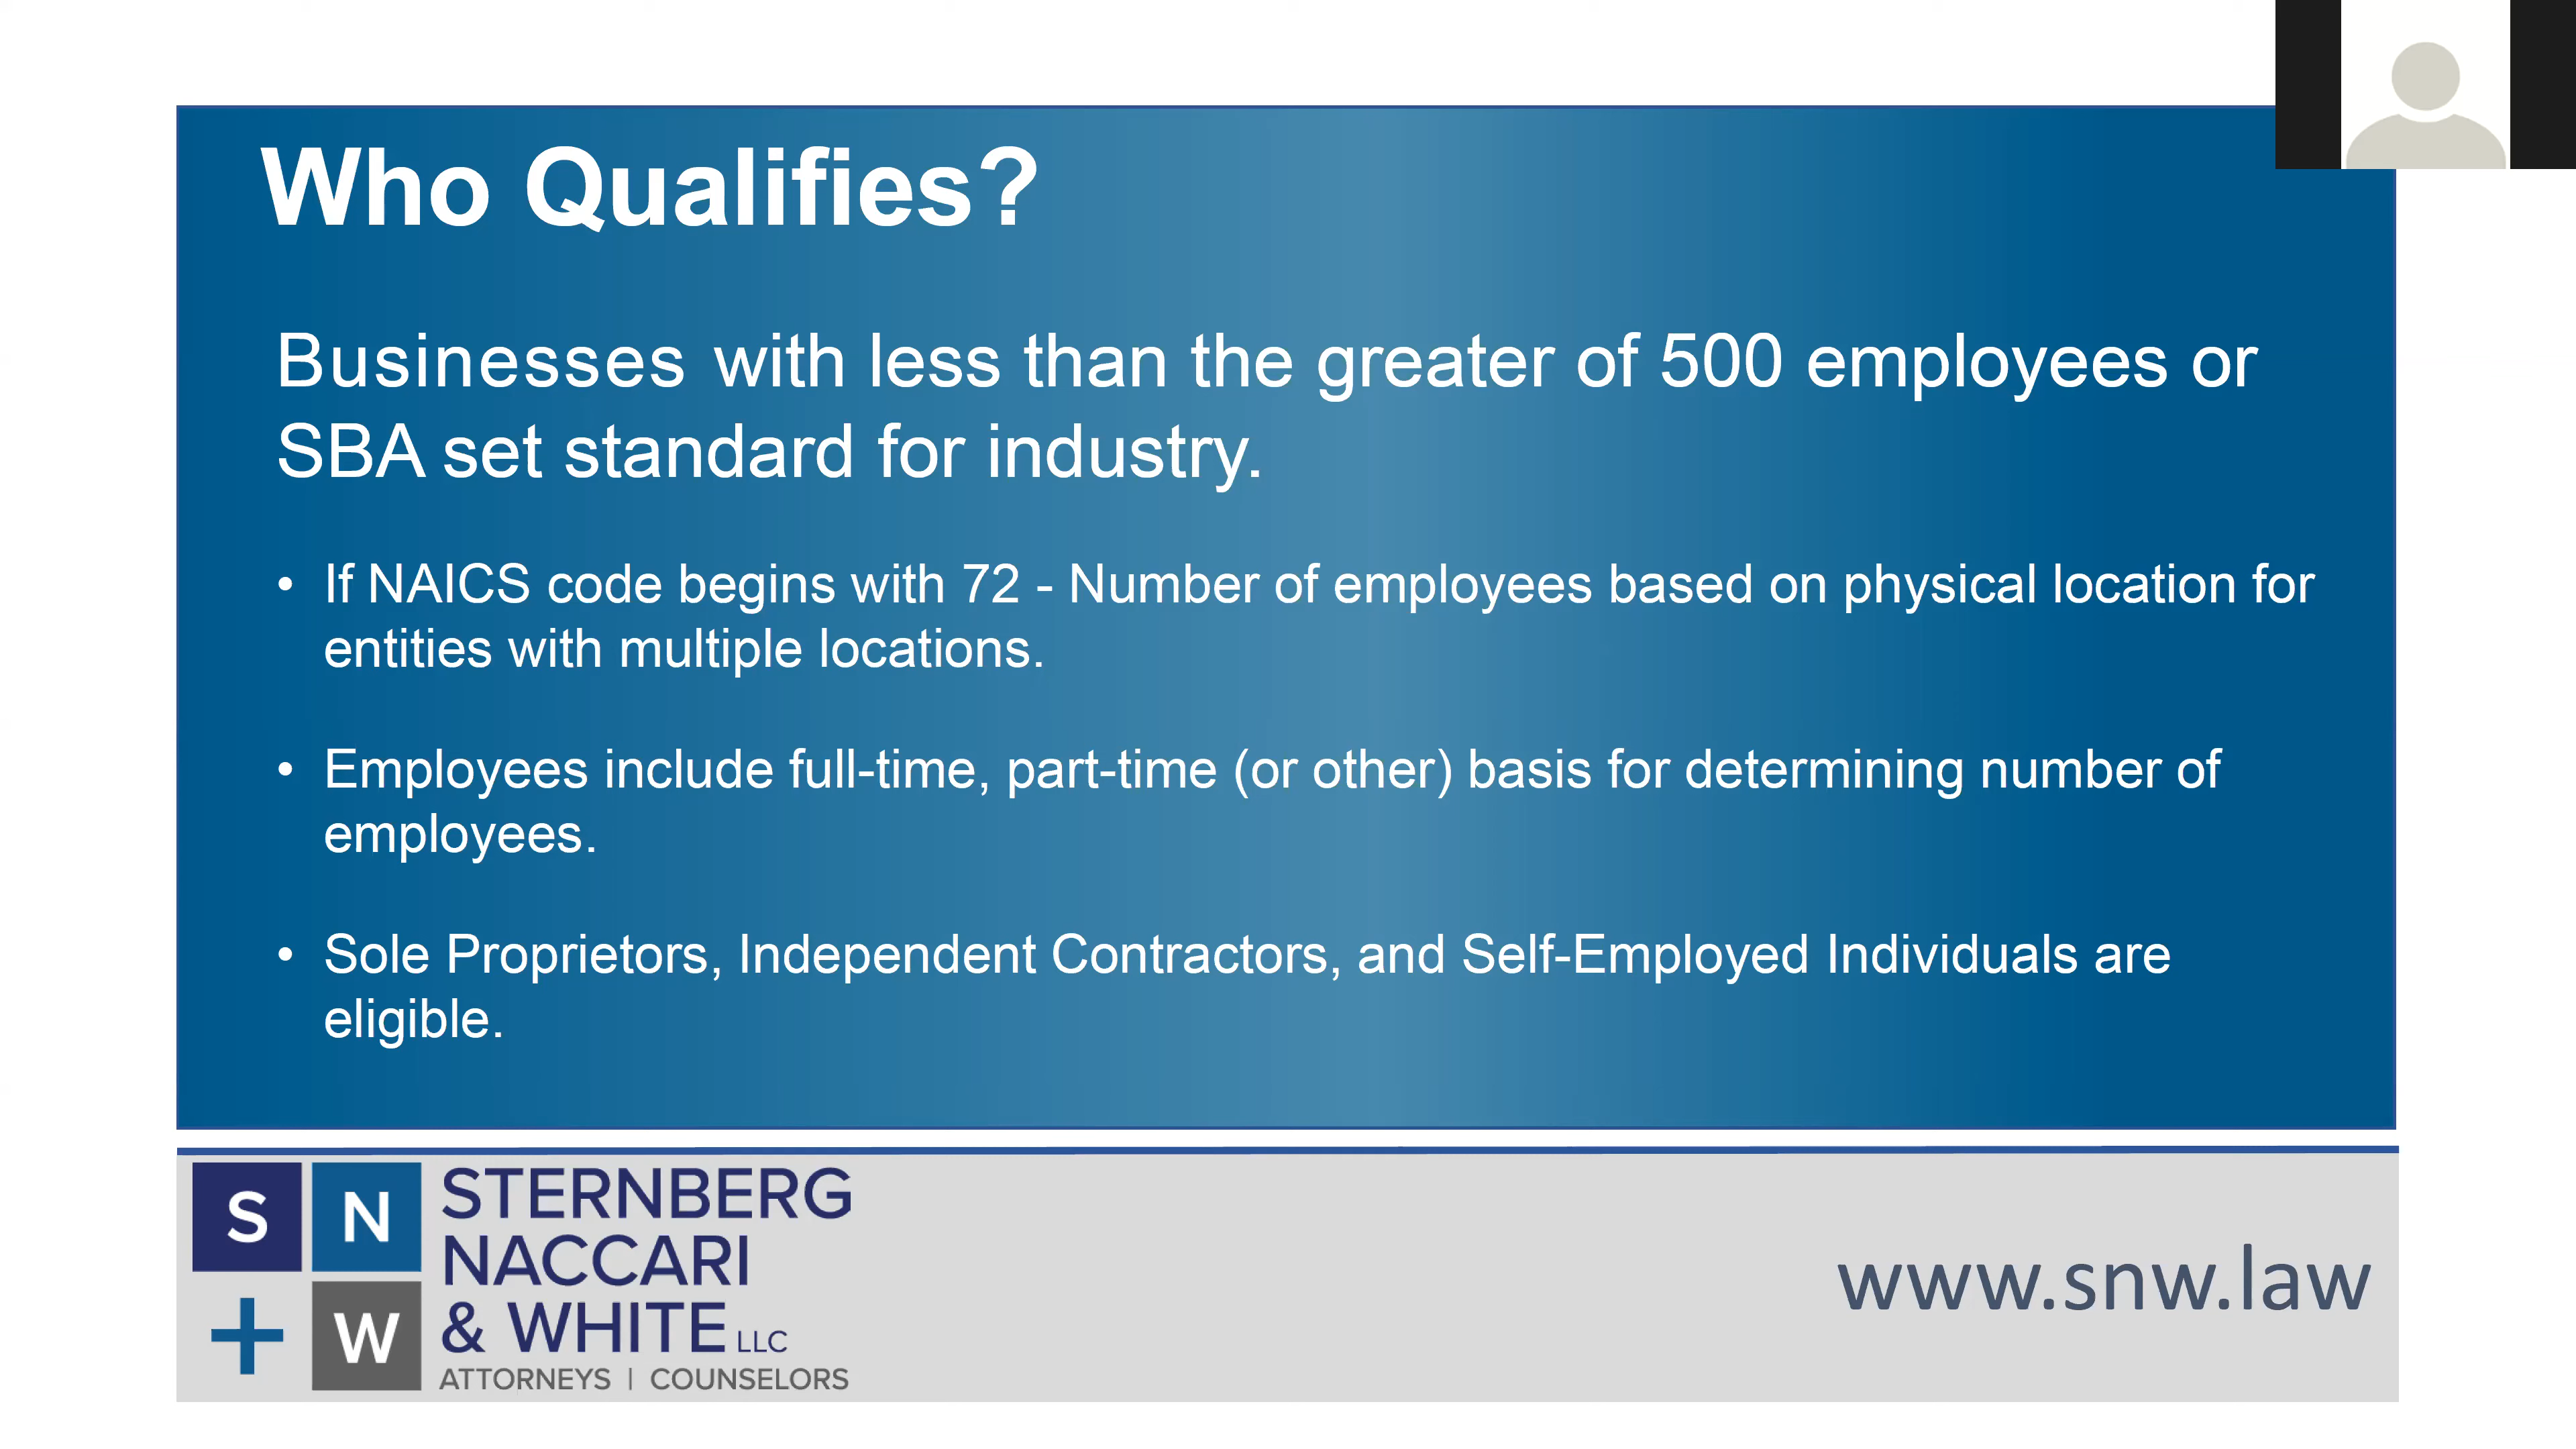 Who Qualifies?
Businesses with less than the greater of 500 employees or
SBA set standard for industry.
• If NAICS code begins with 72 - Number of employees based on physical location for
entities with multiple locations.
• Employees include full-time, part-time (or other) basis for determining number of
employees.
• Sole Proprietors, Independent Contractors, and Self-Employed Individuals are
eligible.
S N
+ W
STERNBERG
NACCARI
& WHITE LLC
ATTORNEYS | COUNSELORS
www.snw.law